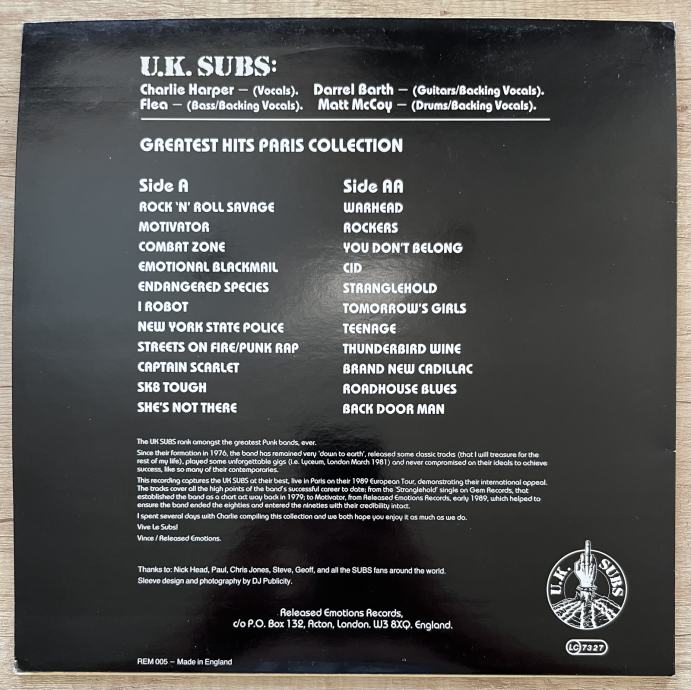 U.K. SUBS:
Charlie Harper – (Vocals). Darrel Barth – (Guitars/Backing Vocals).
Flea – (Bass/Backing Vocals). Matt McCoy – (Drums/Backing Vocals).
GREATEST HITS PARIS COLLECTION
Side A
ROCK 'N' ROLL SAVAGE
MOTIVATOR
COMBAT ZONE
EMOTIONAL BLACKMAIL
ENDANGERED SPECIES
I ROBOT
NEW YORK STATE POLICE
STREETS ON FIRE/PUNK RAP
CAPTAIN SCARLET
SK8 TOUGH
SHE'S NOT THERE
Side AA
WARHEAD
ROCKERS
YOU DON'T BELONG
CID
STRANGLEHOLD
TOMORROW'S GIRLS
TEENAGE
THUNDERBIRD WINE
BRAND NEW CADILLAC
ROADHOUSE BLUES
BACK DOOR MAN
The UK SUBS rank amongst the greatest Punk bands, ever.
Since their formation in 1976, the band has remained very 'down to earth', released some classic tracks (that I will treasure for the
rest of my life), played some unforgettable gigs (i.e. Lyceum, London March 1981) and never compromised on their ideals to achieve
success, like so many of their contemporaries.
This recording captures the UK SUBS at their best, live in Paris on their 1989 European Tour, demonstrating their international appeal.
The tracks cover all the high points of the band's successful career to date; from the 'Stranglehold' single on Gem Records, that
established the band as a chart act way back in 1979; to Motivator, from Released Emotions Records, early 1989, which helped to
ensure the band ended the eighties and entered the nineties with their credibility intact.
I spent several days with Charlie compiling this collection and we both hope you enjoy it as much as we do.
Vive Le Subs!
Vince / Released Emotions.
Thanks to: Nick Head, Paul, Chris Jones, Steve, Geoff, and all the SUBS fans around the world.
Sleeve design and photography by DJ Publicity.
U.K. SUBS
Released Emotions Records,
c/o P.O. Box 132, Acton, London. W3 8XQ. England.
LC 7327
REM 005 – Made in England